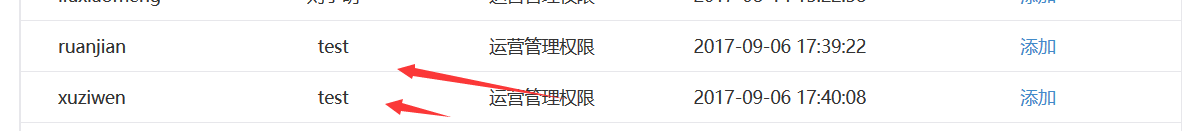 ruanjian test 运营管理权限 2017-09-06 17:39:22 添加
xuziwen test 运营管理权限 2017-09-06 17:40:08 添加